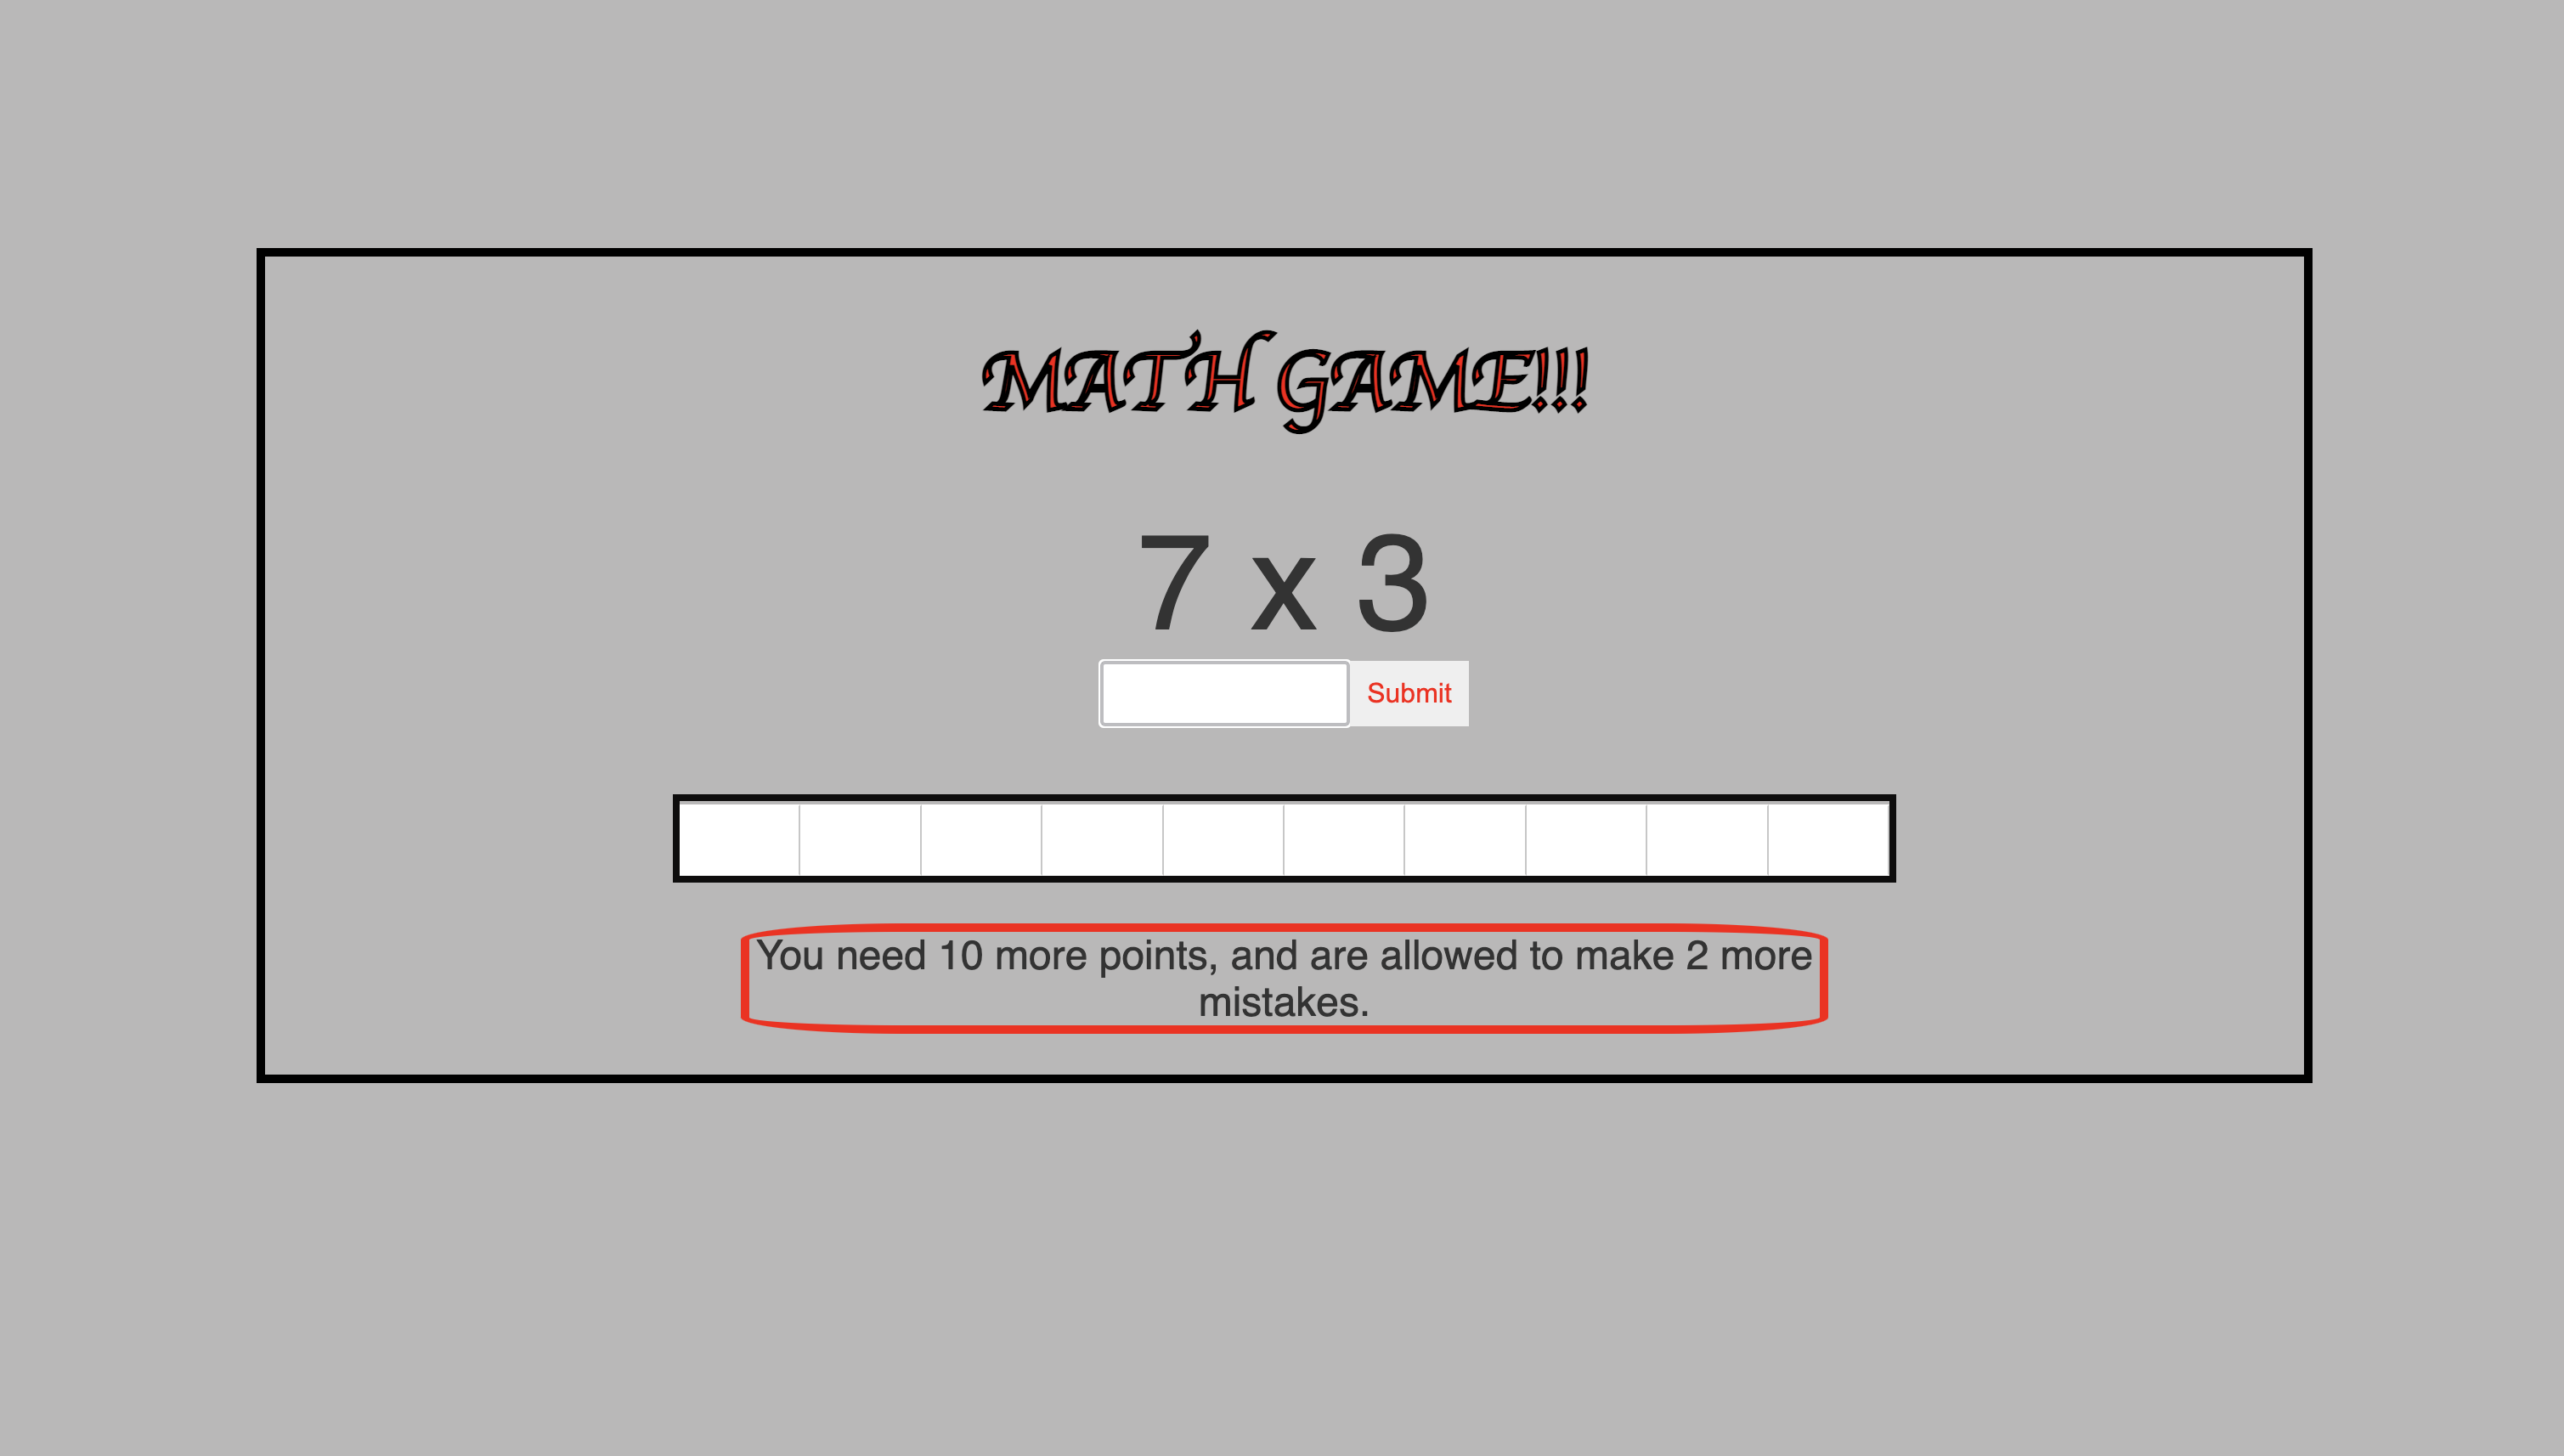 MATH GAME!!!
7 x 3
Submit
You need 10 more points, and are allowed to make 2 more
mistakes.